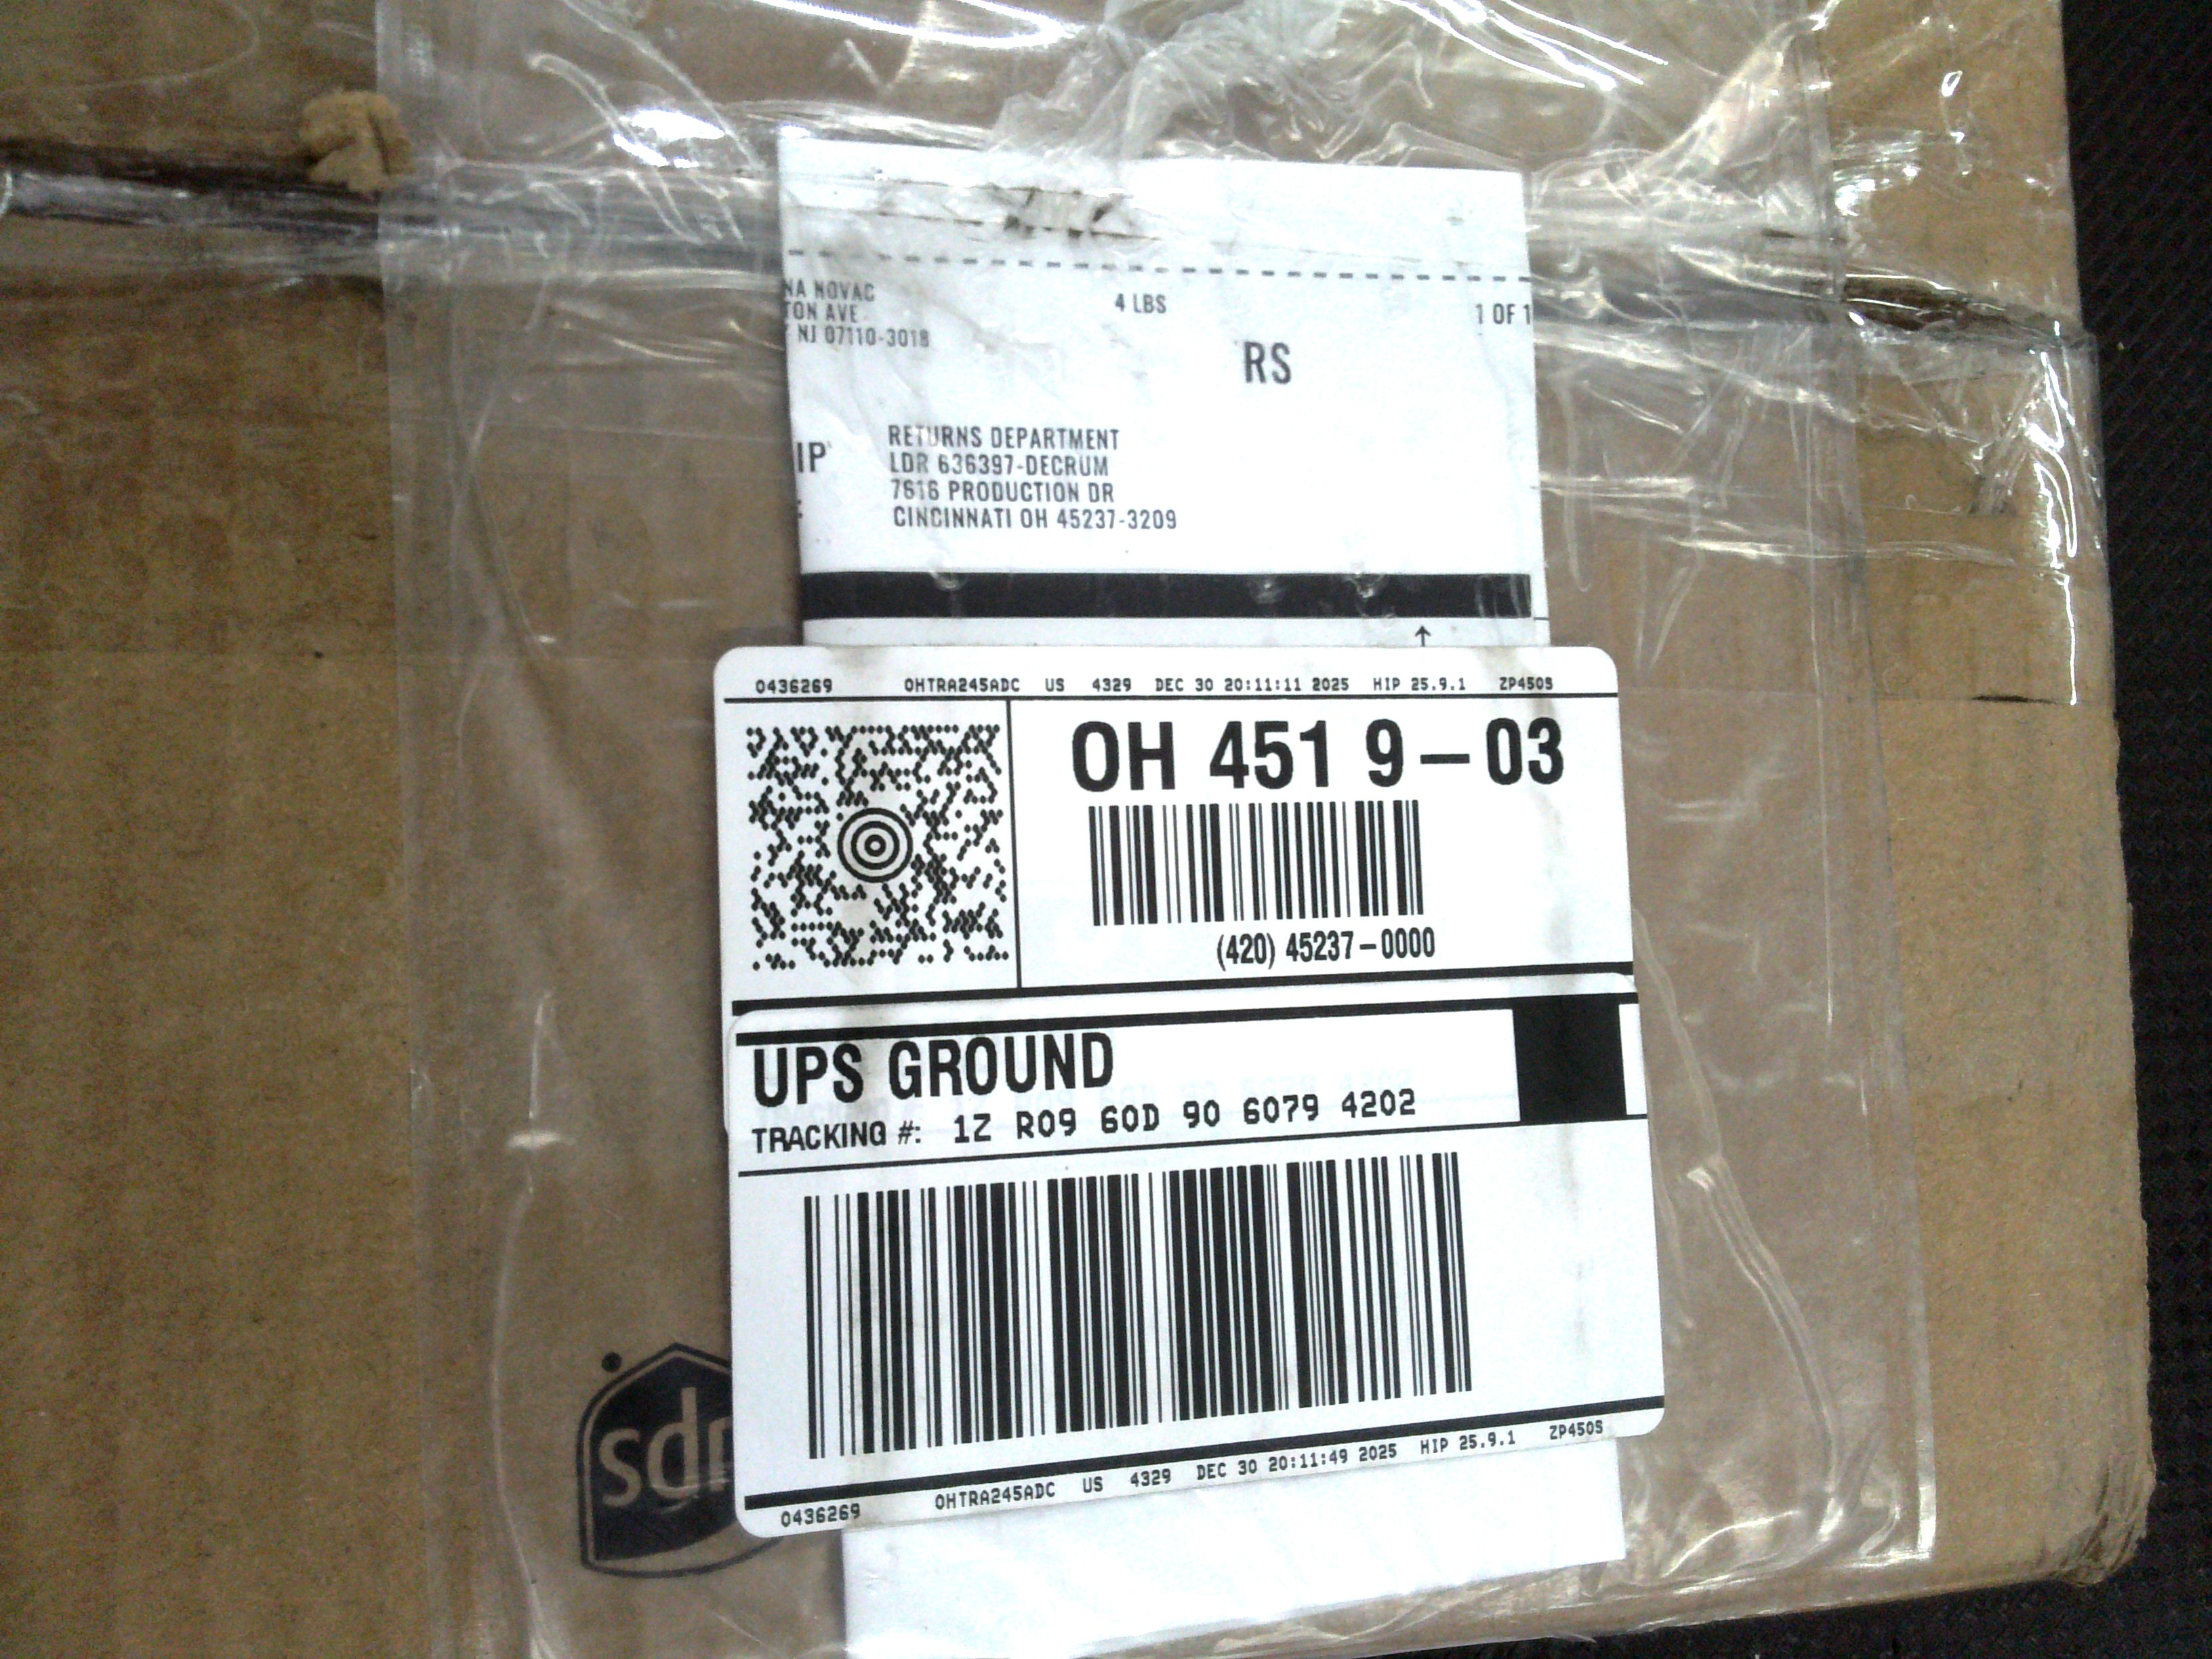 NA NOVAC
TON AVE
NJ 07110-3018
4 LBS
1 OF 1
RS
IP
RETURNS DEPARTMENT
LDR 636397-DECRUM
7616 PRODUCTION DR
CINCINNATI OH 45237-3209
0436269 OHTRA245ADC US 4329 DEC 30 20:11:11 2025 HIP 25.9.1 ZP450S
OH 451 9-03
(420) 45237-0000
UPS GROUND
TRACKING #: 1Z R09 60D 90 6079 4202
0436269 OHTRA245ADC US 4329 DEC 30 20:11:49 2025 HIP 25.9.1 ZP450S